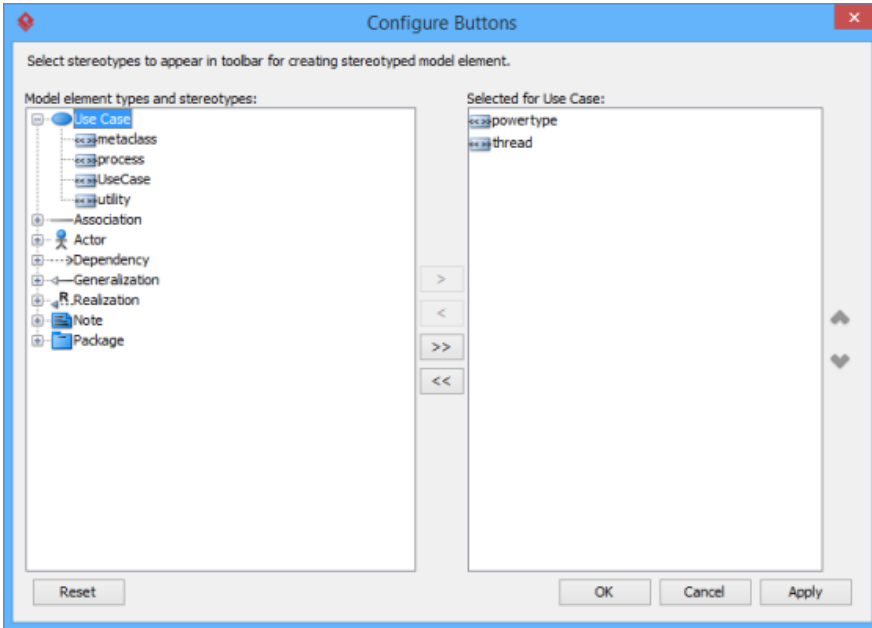 Configure Buttons
Select stereotypes to appear in toolbar for creating stereotyped model element.
Model element types and stereotypes:
Use Case
<< >> metaclass
<< >> process
<< >> UseCase
<< >> utility
Association
Actor
Dependency
Generalization
R Realization
Note
Package
>
<
>>
<<
Selected for Use Case:
<< >> powertype
<< >> thread
Reset
OK
Cancel
Apply